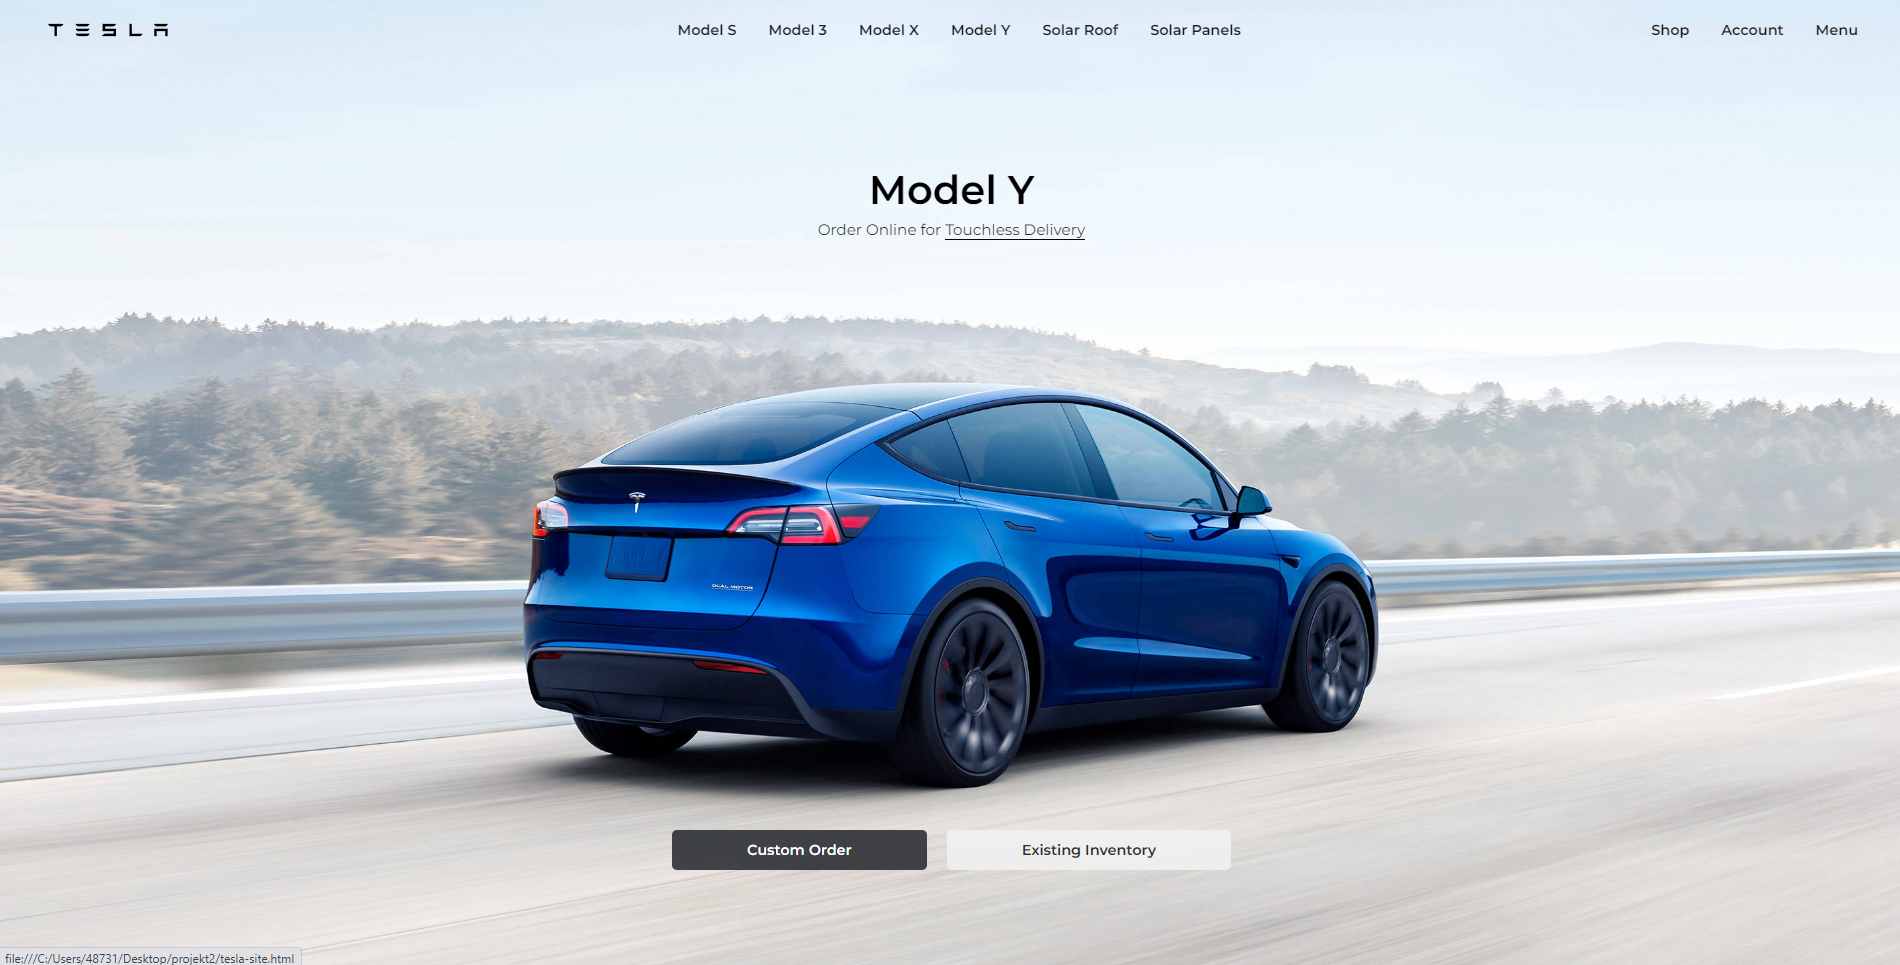 TESLA
Model S Model 3 Model X Model Y Solar Roof Solar Panels
Shop Account Menu
Model Y
Order Online for Touchless Delivery
DUAL MOTOR
Custom Order
Existing Inventory
file:///C:/Users/48731/Desktop/projekt2/tesla-site.html